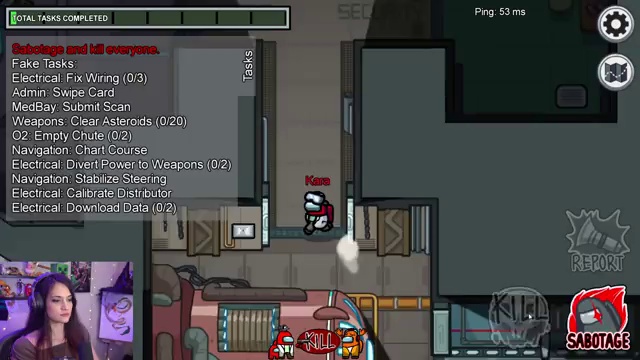 TOTAL TASKS COMPLETED
Ping: 53 ms
Sabotage and kill everyone.
Fake Tasks:
Electrical: Fix Wiring (0/3)
Admin: Swipe Card
MedBay: Submit Scan
Weapons: Clear Asteroids (0/20)
O2: Empty Chute (0/2)
Navigation: Chart Course
Electrical: Divert Power to Weapons (0/2)
Navigation: Stabilize Steering
Electrical: Calibrate Distributor
Electrical: Download Data (0/2)
Tasks
Kara
REPORT
KILL
SABOTAGE
KILL